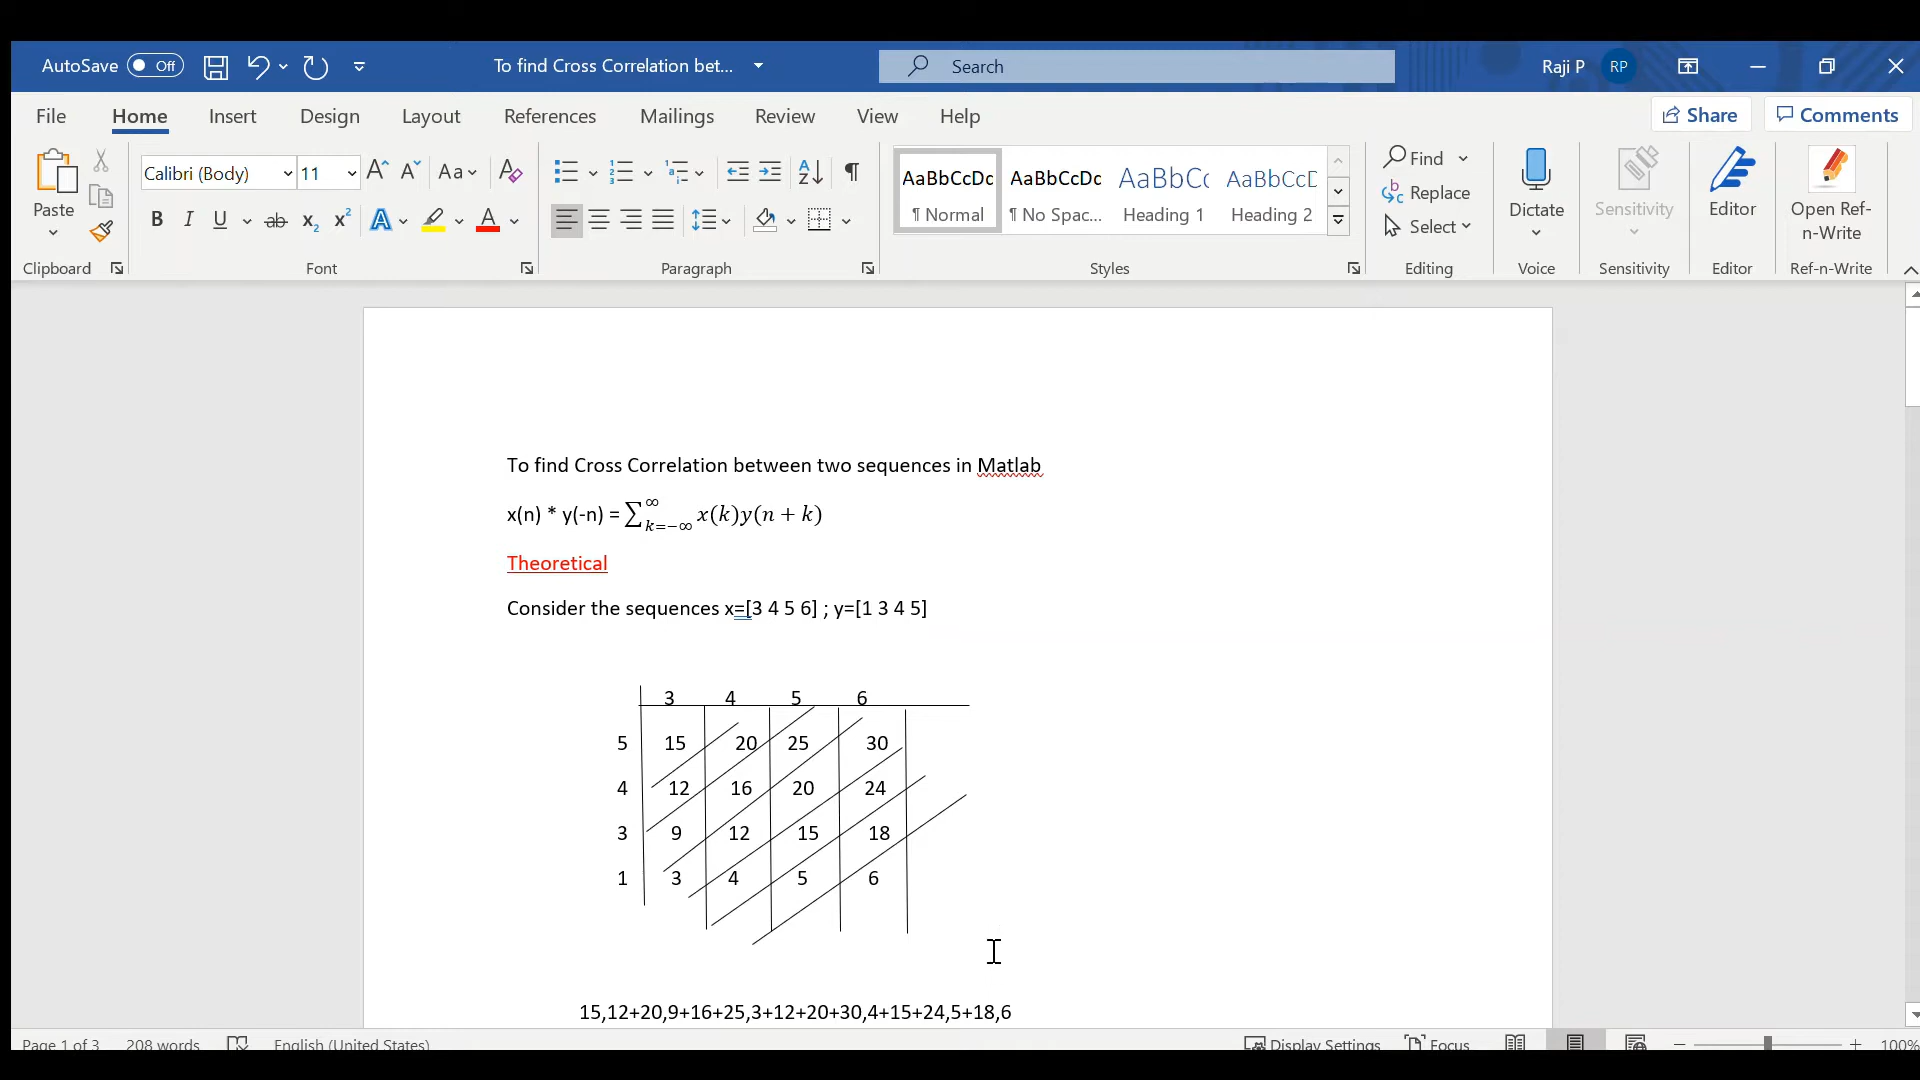 AutoSave Off To find Cross Correlation bet... Search Raji P RP
File Home Insert Design Layout References Mailings Review View Help Share Comments
Paste Calibri (Body) 11 Aa AaBbCcDc AaBbCcDc AaBbCc AaBbCcD Find Replace Select Dictate Sensitivity Editor Open Ref-n-Write
B I U ab x₂ x² A A ¶ Normal ¶ No Spac... Heading 1 Heading 2
Clipboard Font Paragraph Styles Editing Voice Sensitivity Editor Ref-n-Write
To find Cross Correlation between two sequences in Matlab
x(n) * y(-n) = ∑_{k=−∞}^{∞} x(k)y(n + k)
Theoretical
Consider the sequences x=[3 4 5 6] ; y=[1 3 4 5]
3 4 5 6
5 15 20 25 30
4 12 16 20 24
3 9 12 15 18
1 3 4 5 6
15,12+20,9+16+25,3+12+20+30,4+15+24,5+18,6
Page 1 of 3 208 words English (United States) Display Settings Focus 100%